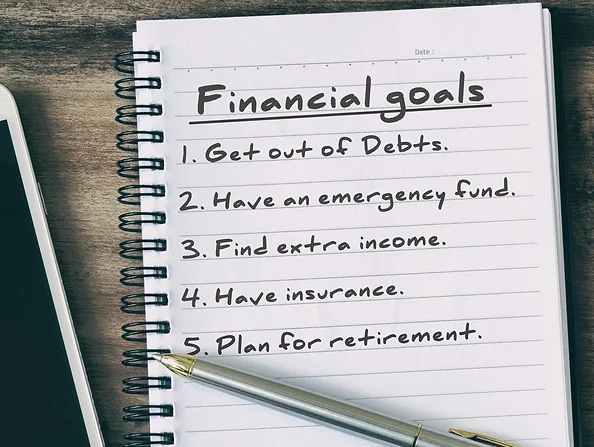 Date :
Financial goals
1. Get out of Debts.
2. Have an emergency fund.
3. Find extra income.
4. Have insurance.
5. Plan for retirement.